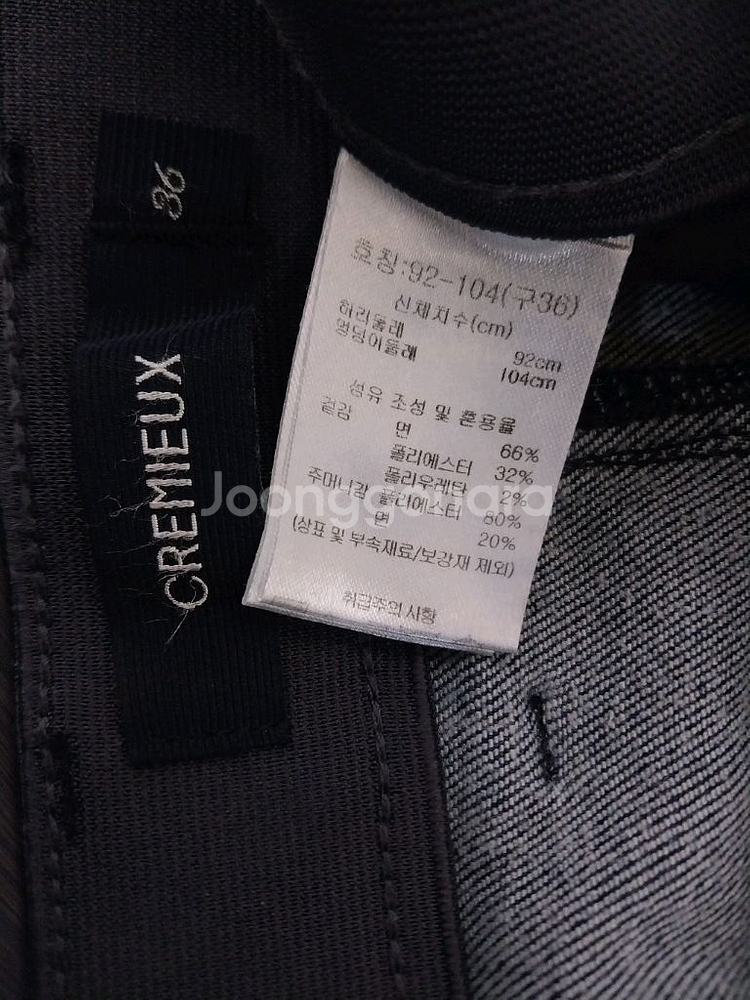 36
CREMIEUX
호칭:92-104(구36)
신체치수(cm)
허리둘레 92cm
엉덩이둘레 104cm
섬유 조성 및 혼용율
겉감 면 66%
폴리에스터 32%
폴리우레탄 2%
주머니감 폴리에스터 80%
면 20%
(상표 및 부속재료/보강재 제외)
취급주의 사항
Joonggonara